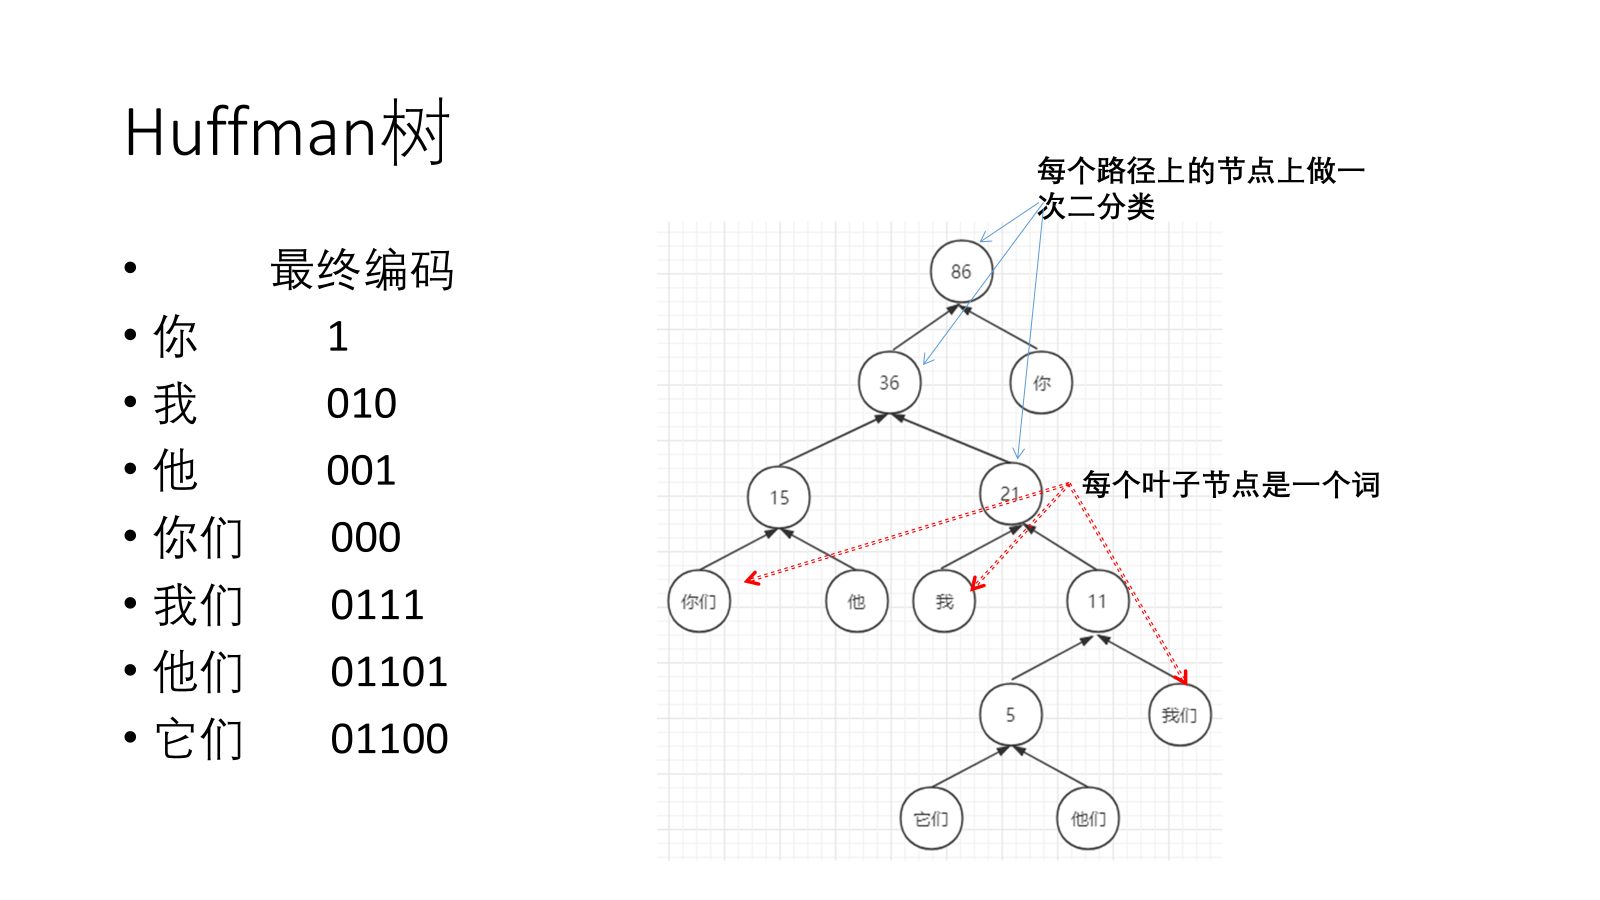 Huffman树
• 最终编码
• 你 1
• 我 010
• 他 001
• 你们 000
• 我们 0111
• 他们 01101
• 它们 01100
每个路径上的节点上做一
次二分类
86
36
你
15
21
每个叶子节点是一个词
你们
他
我
11
5
我们
它们
他们